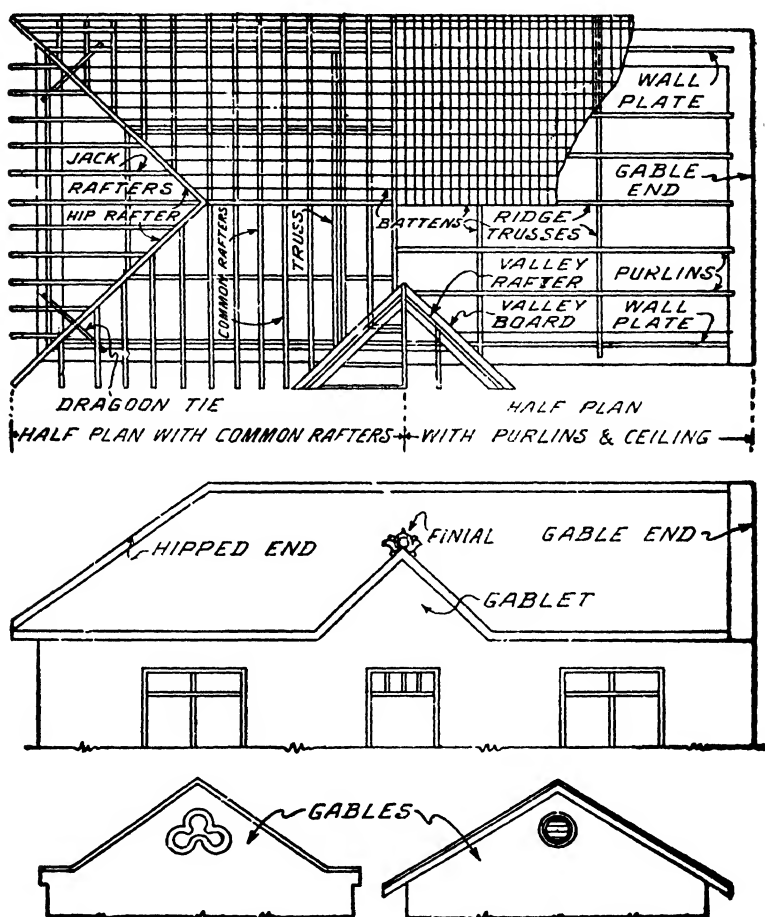 WALL
PLATE
JACK
RAFTERS
HIP RAFTER
COMMON RAFTERS
TRUSS
BATTENS
RIDGE
TRUSSES
GABLE
END
VALLEY
RAFTER
VALLEY
BOARD
PURLINS
WALL
PLATE
DRAGOON TIE
HALF PLAN WITH COMMON RAFTERS
HALF PLAN
WITH PURLINS & CEILING
HIPPED END
FINIAL
GABLE END
GABLET
GABLES